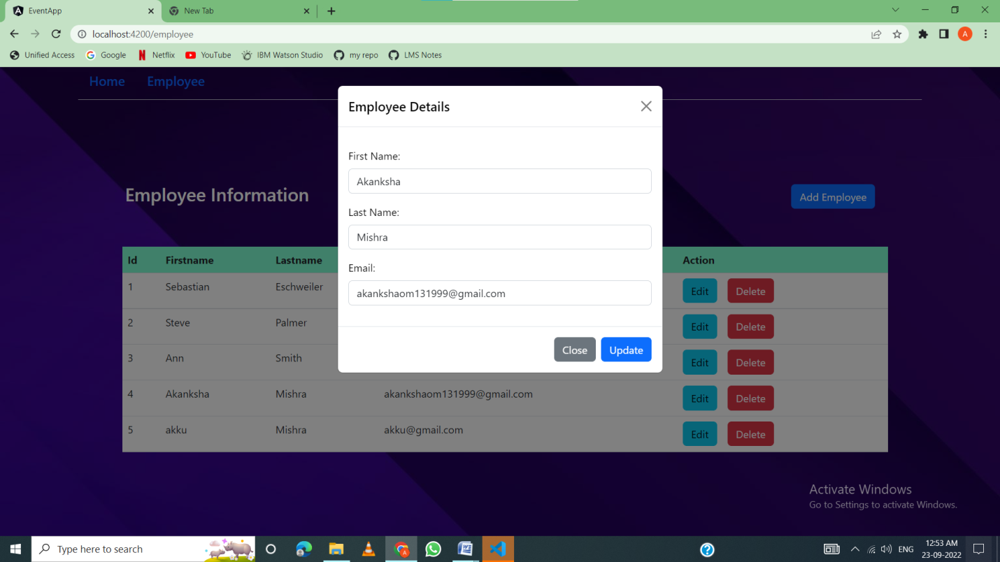 EventApp
New Tab
localhost:4200/employee
A
Unified Access
Google
Netflix
YouTube
IBM Watson Studio
my repo
LMS Notes
Home Employee
Employee Details
First Name:
Akanksha
Last Name:
Mishra
Email:
akankshaom131999@gmail.com
Close Update
Employee Information
Add Employee
Id Firstname Lastname Action
1 Sebastian Eschweiler Edit Delete
2 Steve Palmer Edit Delete
3 Ann Smith Edit Delete
4 Akanksha Mishra akankshaom131999@gmail.com Edit Delete
5 akku Mishra akku@gmail.com Edit Delete
Activate Windows
Go to Settings to activate Windows.
Type here to search
ENG
12:53 AM
23-09-2022